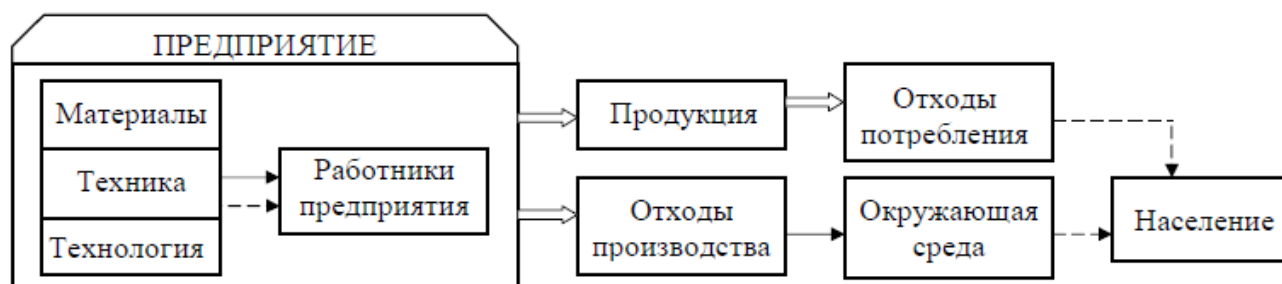 ПРЕДПРИЯТИЕ
Материалы
Техника
Технология
Работники
предприятия
Продукция
Отходы
потребления
Отходы
производства
Окружающая
среда
Население